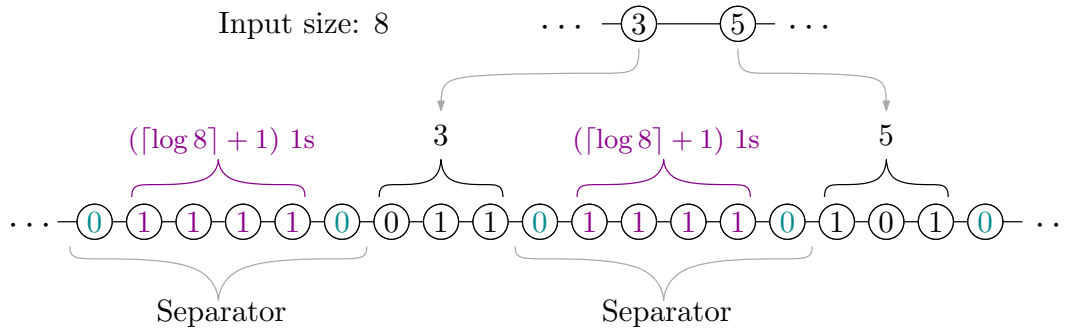 Input size: 8 ··· 3 5 ···
(⌈log 8⌉ + 1) 1s 3 (⌈log 8⌉ + 1) 1s 5
··· 0 1 1 1 1 0 0 1 1 0 1 1 1 1 0 1 0 1 0 ··
Separator Separator